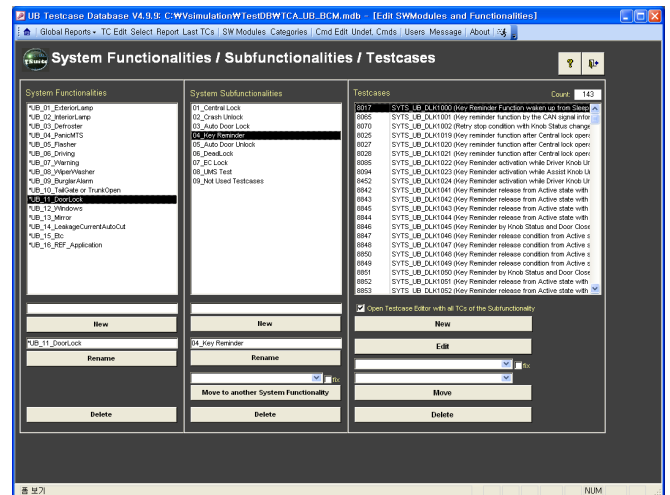 UB Testcase Database V4.9.9: C:₩Vsimulation₩TestDB₩TCA_UB_BCM.mdb - [Edit SWModules and Functionalities]
Global Reports TC Edit Select Report Last TCs SW Modules Categories Cmd Edit Undef. Cmds Users Message About
System Functionalities / Subfunctionalities / Testcases
System Functionalities
*UB_01_ExteriorLamp
*UB_02_InteriorLamp
*UB_03_Defroster
*UB_04_PanicMTS
*UB_05_Flasher
*UB_06_Driving
*UB_07_Warning
*UB_08_WiperWasher
*UB_09_BurglarAlarm
*UB_10_TailGate or TrunkOpen
*UB_11_DoorLock
*UB_12_Windows
*UB_13_Mirror
*UB_14_LeakageCurrentAutoCut
*UB_15_Etc
*UB_16_REF_Application
New
*UB_11_DoorLock
Rename
Delete
System Subfunctionalities
01_Central Lock
02_Crash Unlock
03_Auto Door Lock
04_Key Reminder
05_Auto Door Unlock
06_DeadLock
07_EC Lock
08_UMS Test
09_Not Used Testcases
New
04_Key Reminder
Rename
fix
Move to another System Functionality
Delete
Testcases
Count: 143
8017 SYTS_UB_DLK1000 (Key Reminder Function waken up from Sleep
8065 SYTS_UB_DLK1001 (Key reminder function by the CAN signal infor
8070 SYTS_UB_DLK1002 (Retry stop condition with Knob Status change
8025 SYTS_UB_DLK1019 (Key reminder function after Central lock opera
8027 SYTS_UB_DLK1020 (Key reminder function after Central lock opera
8028 SYTS_UB_DLK1021 (Key reminder function after Central lock opera
8085 SYTS_UB_DLK1022 (Key Reminder activation while Driver Knob Ur
8094 SYTS_UB_DLK1023 (Key Reminder activation while Assist Knob Ur
8452 SYTS_UB_DLK1024 (Key Reminder activation while Driver Knob Ur
8842 SYTS_UB_DLK1041 (Key Reminder release from Active state with
8843 SYTS_UB_DLK1042 (Key Reminder release from Active state with
8845 SYTS_UB_DLK1043 (Key Reminder release from Active state with
8844 SYTS_UB_DLK1044 (Key Reminder release from Active state with
8846 SYTS_UB_DLK1045 (Key Reminder by Knob Status and Door Close
8847 SYTS_UB_DLK1046 (Key Reminder release condition from Active s
8848 SYTS_UB_DLK1047 (Key Reminder release condition from Active s
8850 SYTS_UB_DLK1048 (Key Reminder release condition from Active s
8849 SYTS_UB_DLK1049 (Key Reminder release condition from Active s
8851 SYTS_UB_DLK1050 (Key Reminder by Knob Status and Door Close
8852 SYTS_UB_DLK1051 (Key Reminder release from Active state with
8853 SYTS_UB_DLK1052 (Key Reminder release from Active state with
Open Testcase Editor with all TCs of the Subfunctionality
New
Edit
fix
Move
Delete
폼 보기
NUM